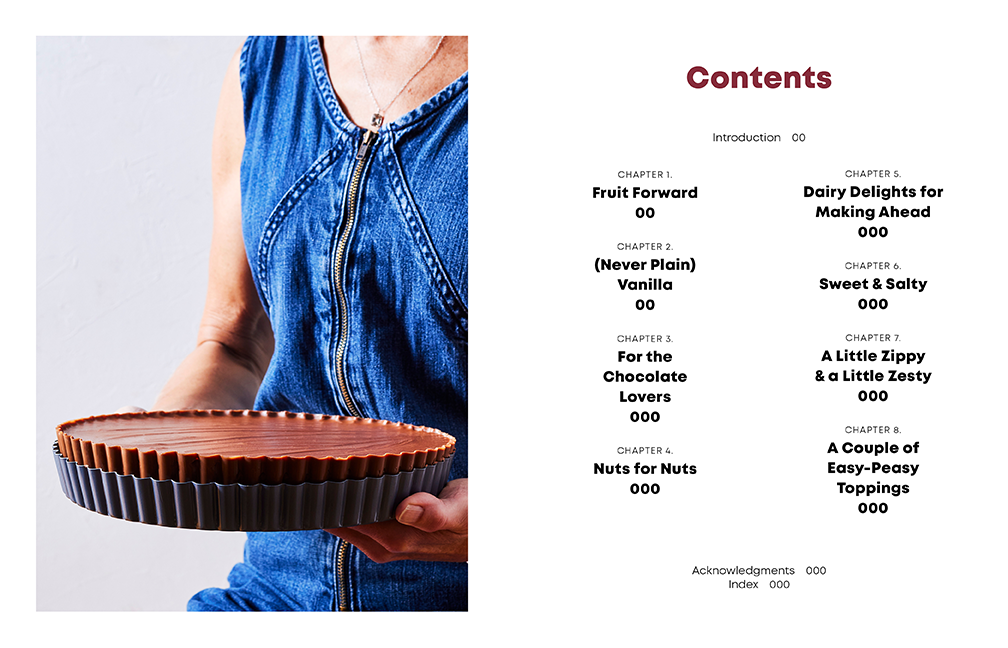 Contents
Introduction 00
CHAPTER 1.
Fruit Forward
00
CHAPTER 2.
(Never Plain)
Vanilla
00
CHAPTER 3.
For the
Chocolate
Lovers
000
CHAPTER 4.
Nuts for Nuts
000
CHAPTER 5.
Dairy Delights for
Making Ahead
000
CHAPTER 6.
Sweet & Salty
000
CHAPTER 7.
A Little Zippy
& a Little Zesty
000
CHAPTER 8.
A Couple of
Easy-Peasy
Toppings
000
Acknowledgments 000
Index 000